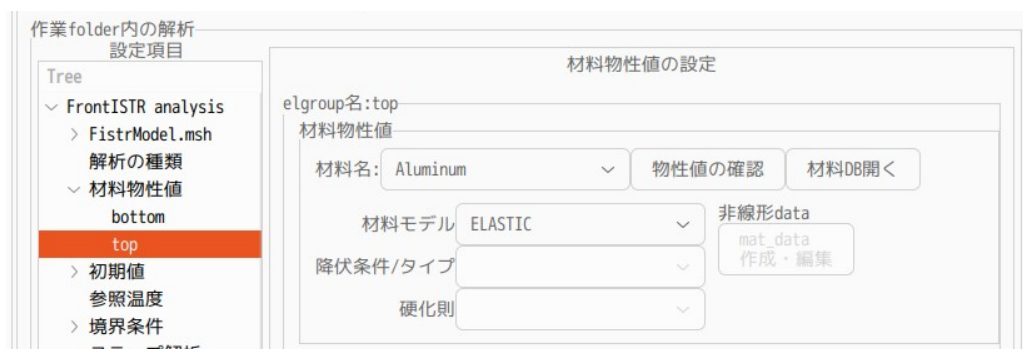 作業folder内の解析
設定項目
Tree
FrontISTR analysis
FistrModel.msh
解析の種類
材料物性値
bottom
top
初期値
参照温度
境界条件
材料物性値の設定
elgroup名:top
材料物性値
材料名: Aluminum 物性値の確認 材料DB開く
材料モデル ELASTIC
非線形data
mat_data
作成・編集
降伏条件/タイプ
硬化則